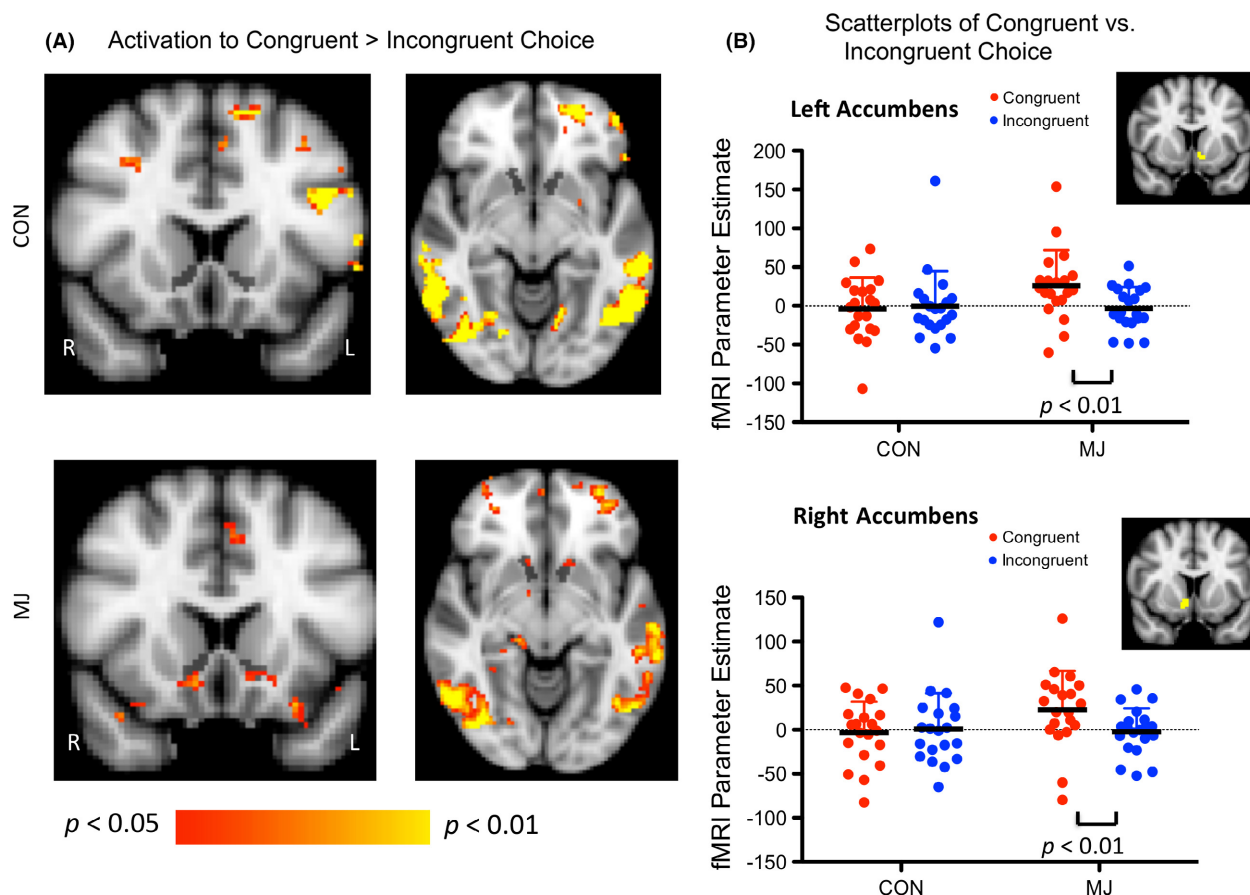 (A) Activation to Congruent > Incongruent Choice
CON
R
L
MJ
R
L
p < 0.05
p < 0.01
(B) Scatterplots of Congruent vs.
Incongruent Choice
Left Accumbens
Congruent
Incongruent
fMRI Parameter Estimate
200
150
100
50
0
-50
-100
-150
p < 0.01
CON
MJ
Right Accumbens
Congruent
Incongruent
fMRI Parameter Estimate
150
100
50
0
-50
-100
-150
p < 0.01
CON
MJ